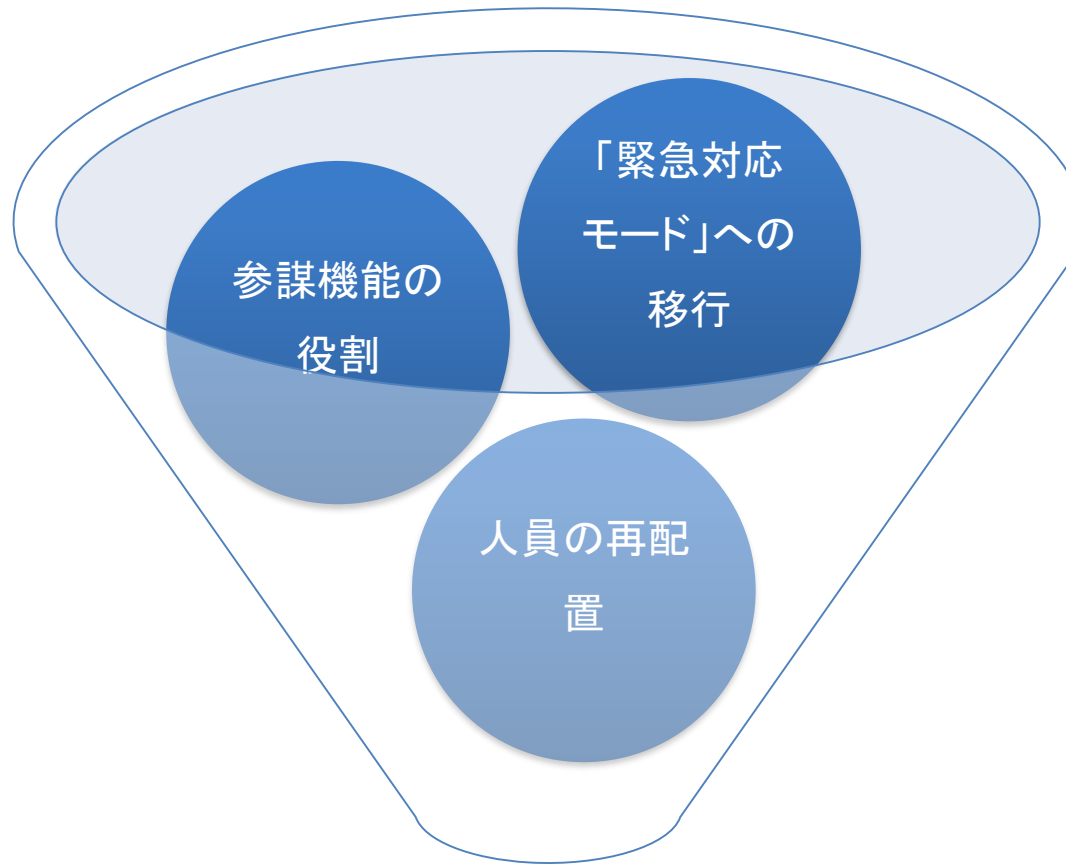 「緊急対応
モード」への
移行
参謀機能の
役割
人員の再配
置